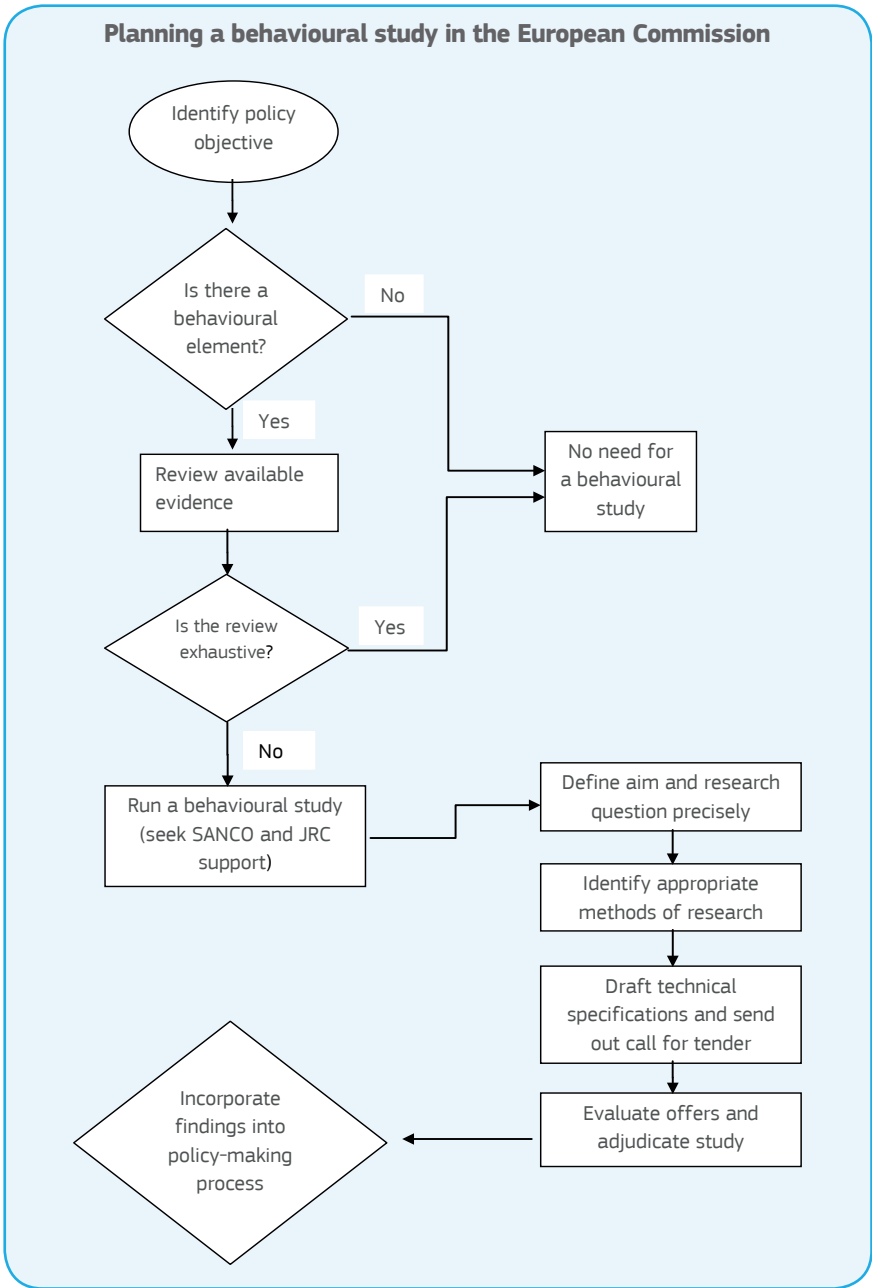 Planning a behavioural study in the European Commission
Identify policy
objective
Is there a
behavioural
element?
No
Yes
Review available
evidence
No need for
a behavioural
study
Is the review
exhaustive?
Yes
No
Run a behavioural study
(seek SANCO and JRC
support)
Define aim and research
question precisely
Identify appropriate
methods of research
Draft technical
specifications and send
out call for tender
Evaluate offers and
adjudicate study
Incorporate
findings into
policy-making
process